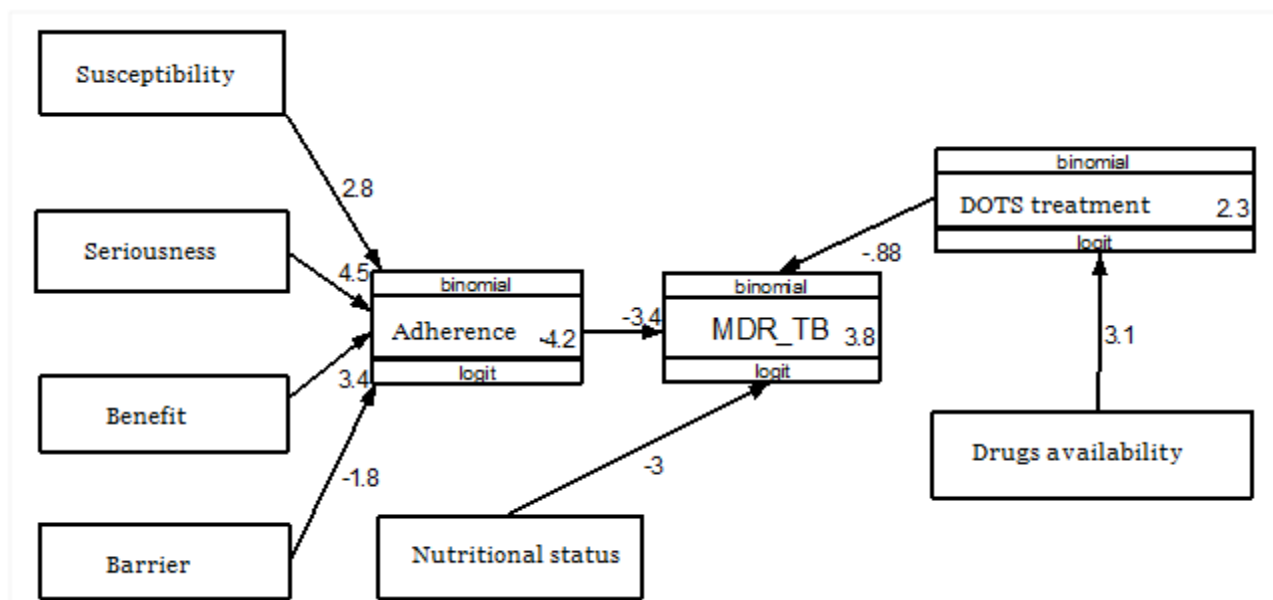 Susceptibility
2.8
Seriousness
4.5
binomial
Adherence -4.2
logit
Benefit
3.4
Barrier
-1.8
-3.4
binomial
MDR_TB 3.8
logit
-3
Nutritional status
binomial
DOTS treatment 2.3
logit
-.88
3.1
Drugs availability